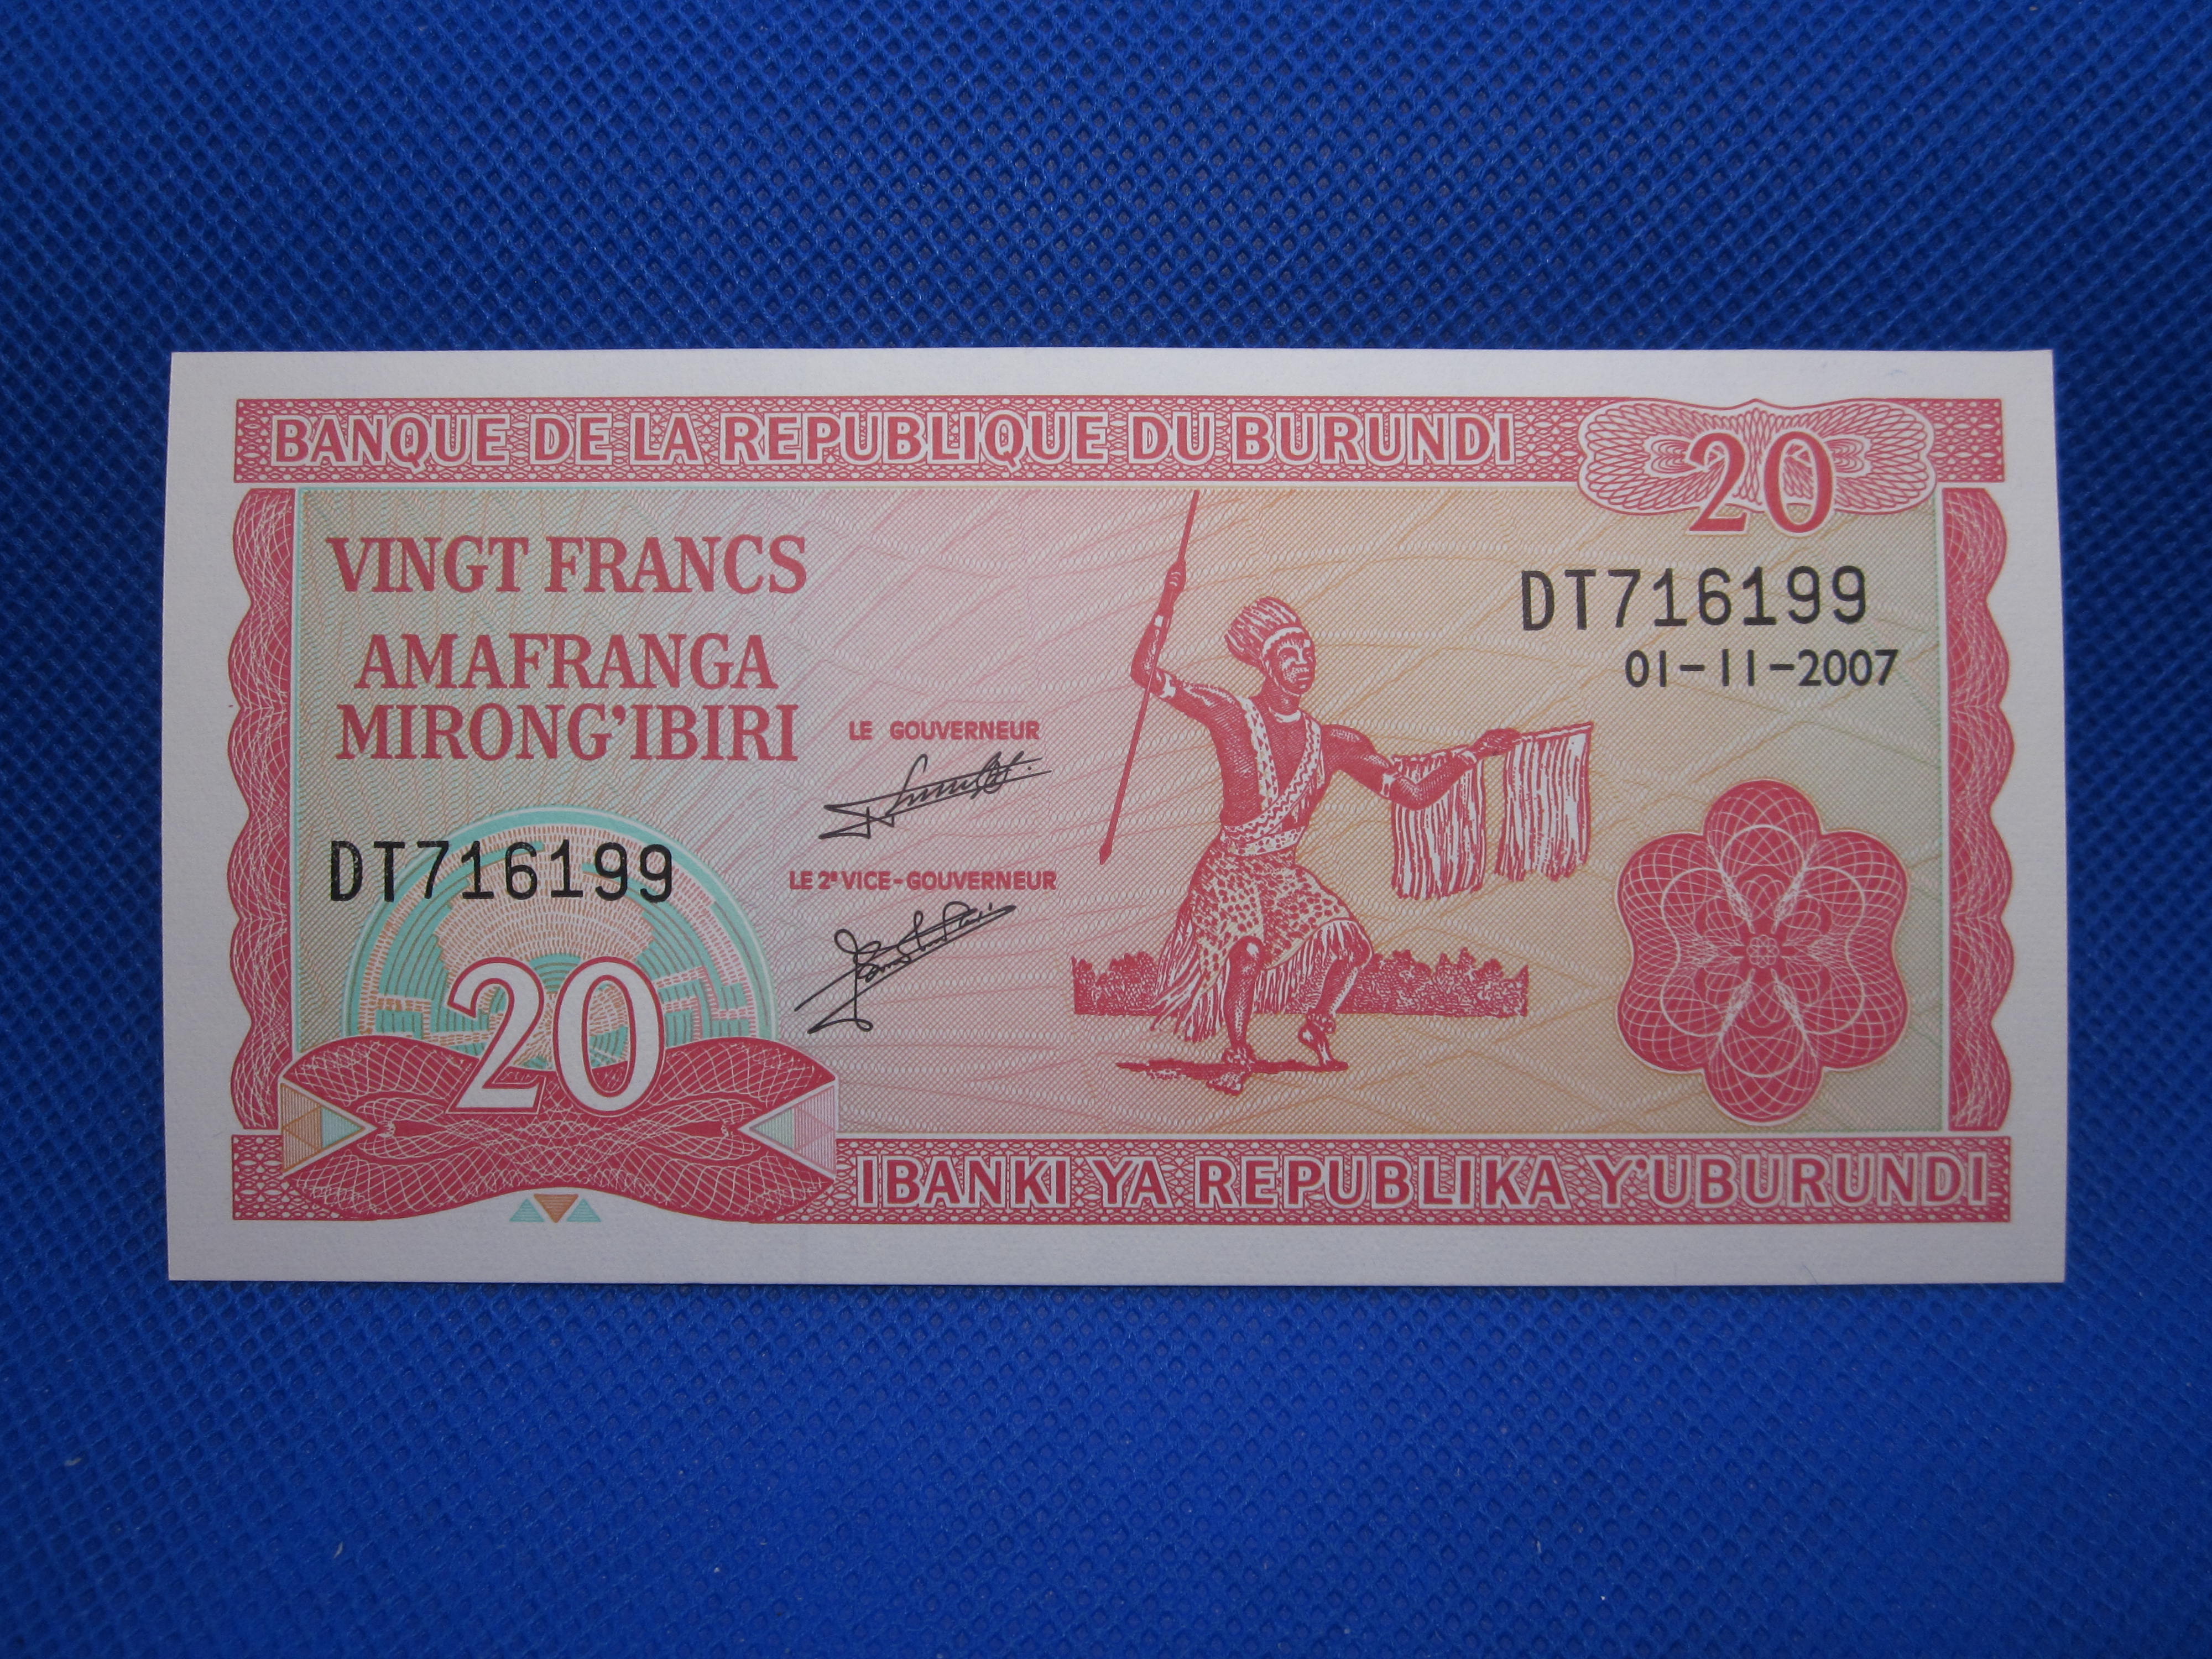 BANQUE DE LA REPUBLIQUE DU BURUNDI
20
VINGT FRANCS
AMAFRANGA
MIRONG'IBIRI
DT716199
01-11-2007
LE GOUVERNEUR
LE 2e VICE-GOUVERNEUR
DT716199
20
IBANKI YA REPUBLIKA Y'UBURUNDI